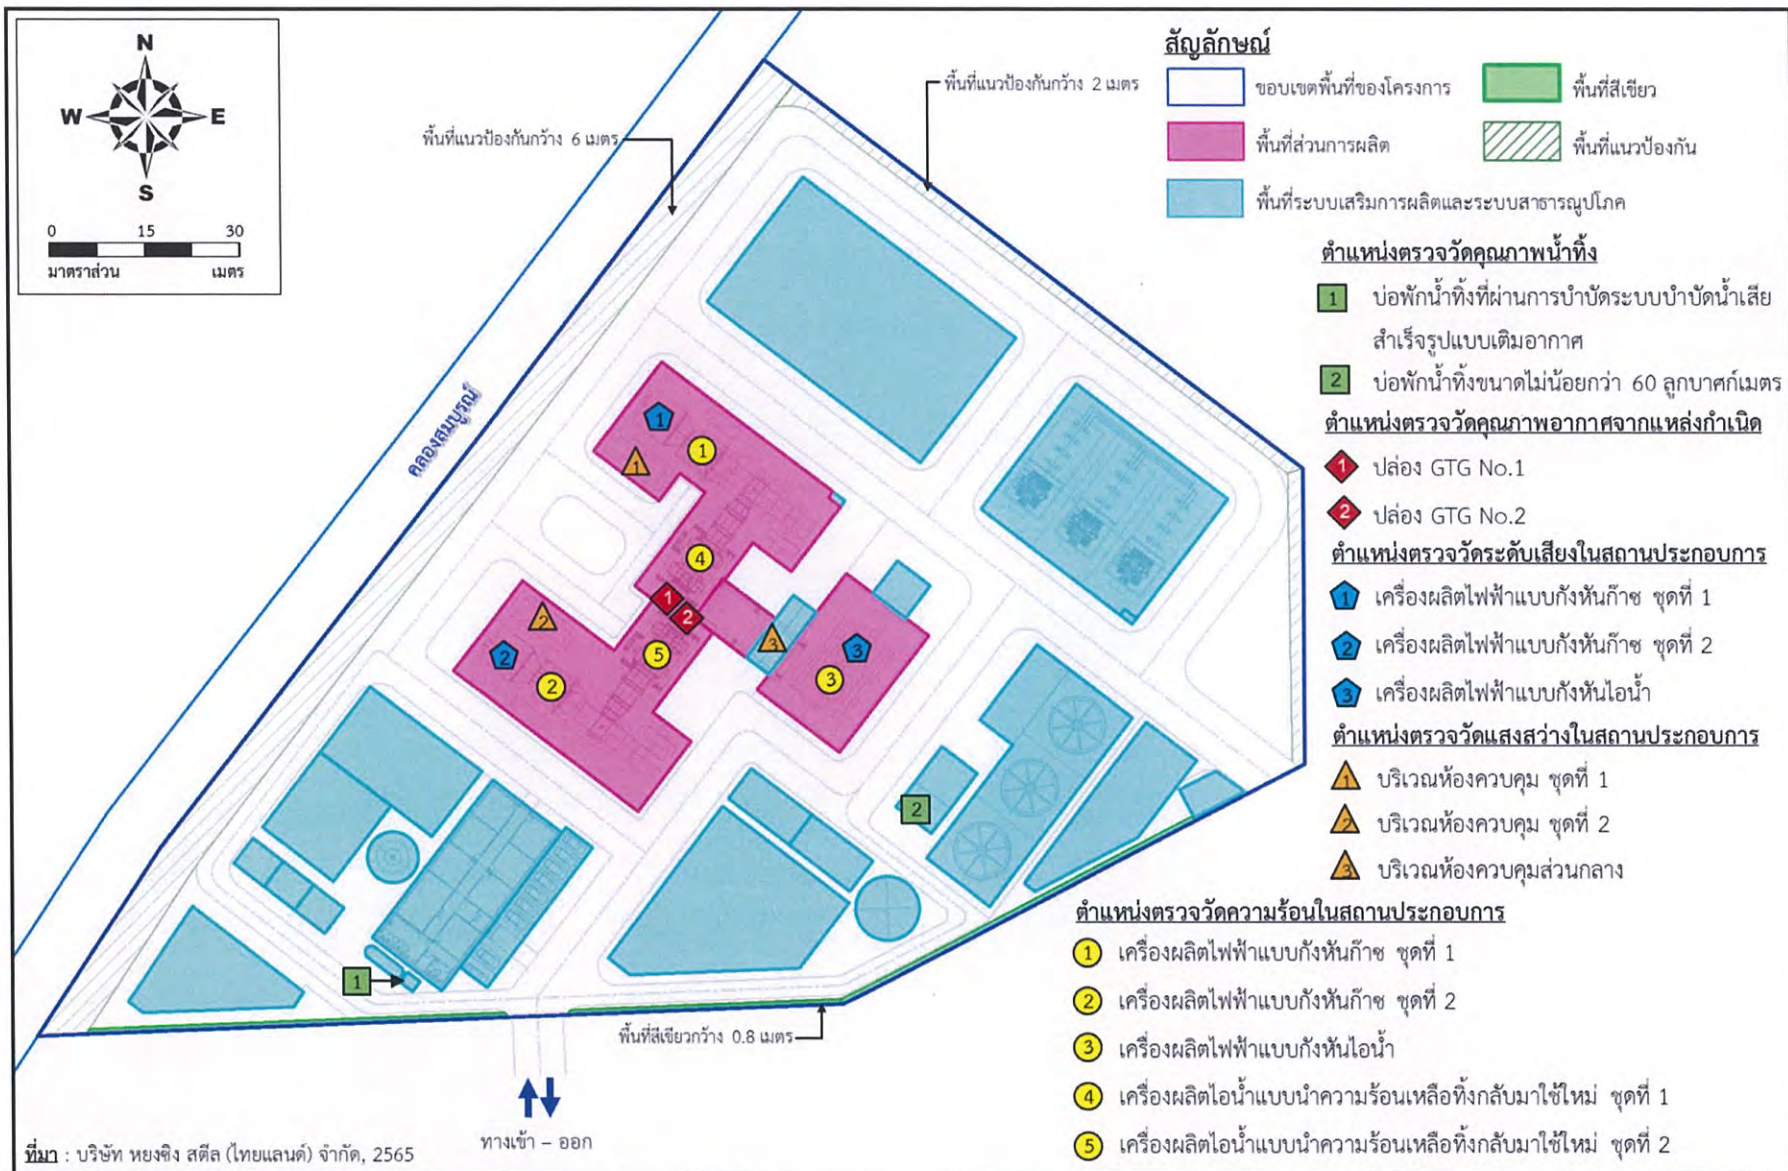 N
W
E
S
0 15 30
มาตราส่วน เมตร
พื้นที่แนวป้องกันกว้าง 6 เมตร
พื้นที่แนวป้องกันกว้าง 2 เมตร
คลองสมบูรณ์
1
1
1
4
1
2
2
2
5
2
3
3
3
2
1
พื้นที่สีเขียวกว้าง 0.8 เมตร
ทางเข้า – ออก
ที่มา : บริษัท หยงซิง สตีล (ไทยแลนด์) จำกัด, 2565
สัญลักษณ์
ขอบเขตพื้นที่ของโครงการ
พื้นที่สีเขียว
พื้นที่ส่วนการผลิต
พื้นที่แนวป้องกัน
พื้นที่ระบบเสริมการผลิตและระบบสาธารณูปโภค
ตำแหน่งตรวจวัดคุณภาพน้ำทิ้ง
1 บ่อพักน้ำทิ้งที่ผ่านการบำบัดระบบบำบัดน้ำเสีย
สำเร็จรูปแบบเติมอากาศ
2 บ่อพักน้ำทิ้งขนาดไม่น้อยกว่า 60 ลูกบาศก์เมตร
ตำแหน่งตรวจวัดคุณภาพอากาศจากแหล่งกำเนิด
1 ปล่อง GTG No.1
2 ปล่อง GTG No.2
ตำแหน่งตรวจวัดระดับเสียงในสถานประกอบการ
1 เครื่องผลิตไฟฟ้าแบบกังหันก๊าซ ชุดที่ 1
2 เครื่องผลิตไฟฟ้าแบบกังหันก๊าซ ชุดที่ 2
3 เครื่องผลิตไฟฟ้าแบบกังหันไอน้ำ
ตำแหน่งตรวจวัดแสงสว่างในสถานประกอบการ
1 บริเวณห้องควบคุม ชุดที่ 1
2 บริเวณห้องควบคุม ชุดที่ 2
3 บริเวณห้องควบคุมส่วนกลาง
ตำแหน่งตรวจวัดความร้อนในสถานประกอบการ
1 เครื่องผลิตไฟฟ้าแบบกังหันก๊าซ ชุดที่ 1
2 เครื่องผลิตไฟฟ้าแบบกังหันก๊าซ ชุดที่ 2
3 เครื่องผลิตไฟฟ้าแบบกังหันไอน้ำ
4 เครื่องผลิตไอน้ำแบบนำความร้อนเหลือทิ้งกลับมาใช้ใหม่ ชุดที่ 1
5 เครื่องผลิตไอน้ำแบบนำความร้อนเหลือทิ้งกลับมาใช้ใหม่ ชุดที่ 2